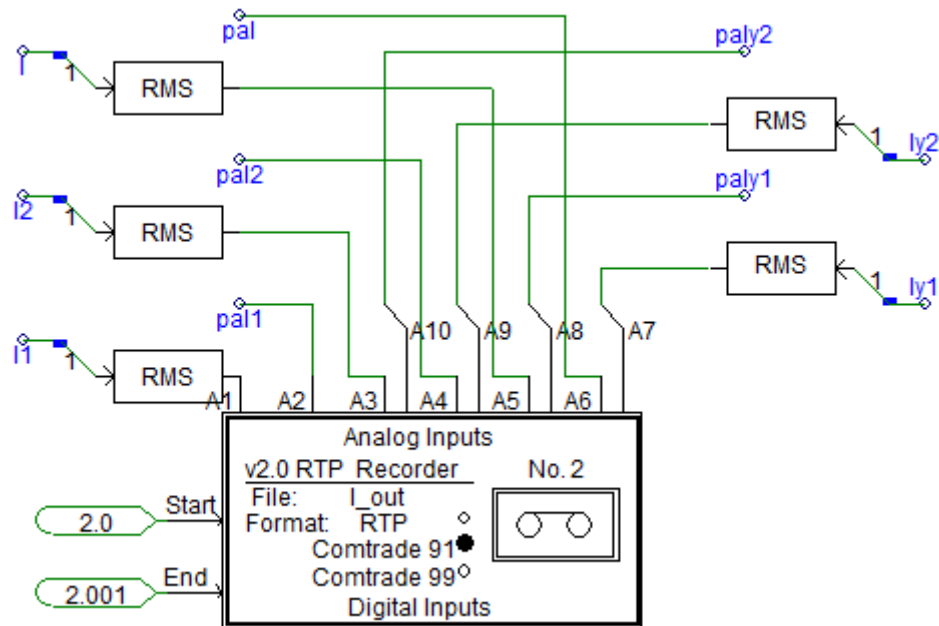 pal
paly2
I
1
RMS
RMS
1
Iy2
pal2
paly1
I2
1
RMS
RMS
1
Iy1
pal1
A10
A9
A8
A7
I1
1
RMS
A1
A2
A3
A4
A5
A6
Analog Inputs
v2.0 RTP Recorder
No. 2
File: I_out
Format: RTP
Start
2.0
Comtrade 91
Comtrade 99
End
2.001
Digital Inputs